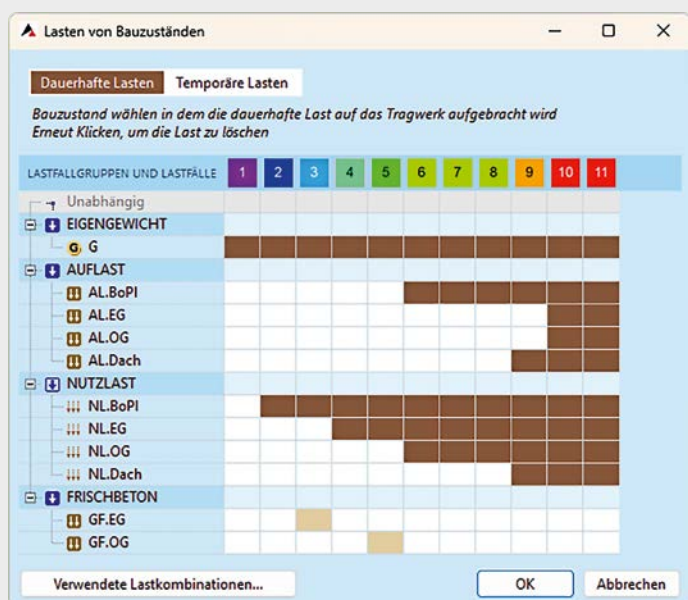 Lasten von Bauzuständen
Dauerhafte Lasten Temporäre Lasten
Bauzustand wählen in dem die dauerhafte Last auf das Tragwerk aufgebracht wird
Erneut Klicken, um die Last zu löschen
LASTFALLGRUPPEN UND LASTFÄLLE 1 2 3 4 5 6 7 8 9 10 11
Unabhängig
EIGENGEWICHT
G G
AUFLAST
AL.BoPl
AL.EG
AL.OG
AL.Dach
NUTZLAST
NL.BoPl
NL.EG
NL.OG
NL.Dach
FRISCHBETON
GF.EG
GF.OG
Verwendete Lastkombinationen... OK Abbrechen